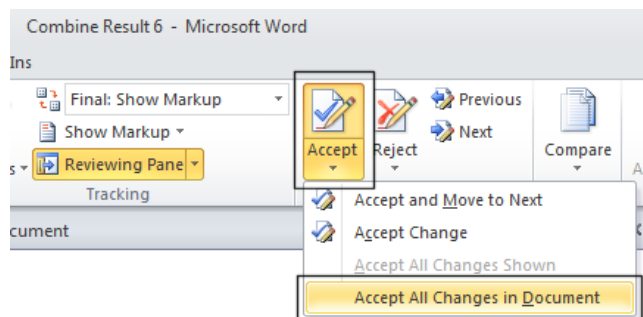 Combine Result 6 - Microsoft Word
Ins
Final: Show Markup
Show Markup
Reviewing Pane
Tracking
Accept
Reject
Previous
Next
Compare
A
cument
Accept and Move to Next
Accept Change
Accept All Changes Shown
Accept All Changes in Document